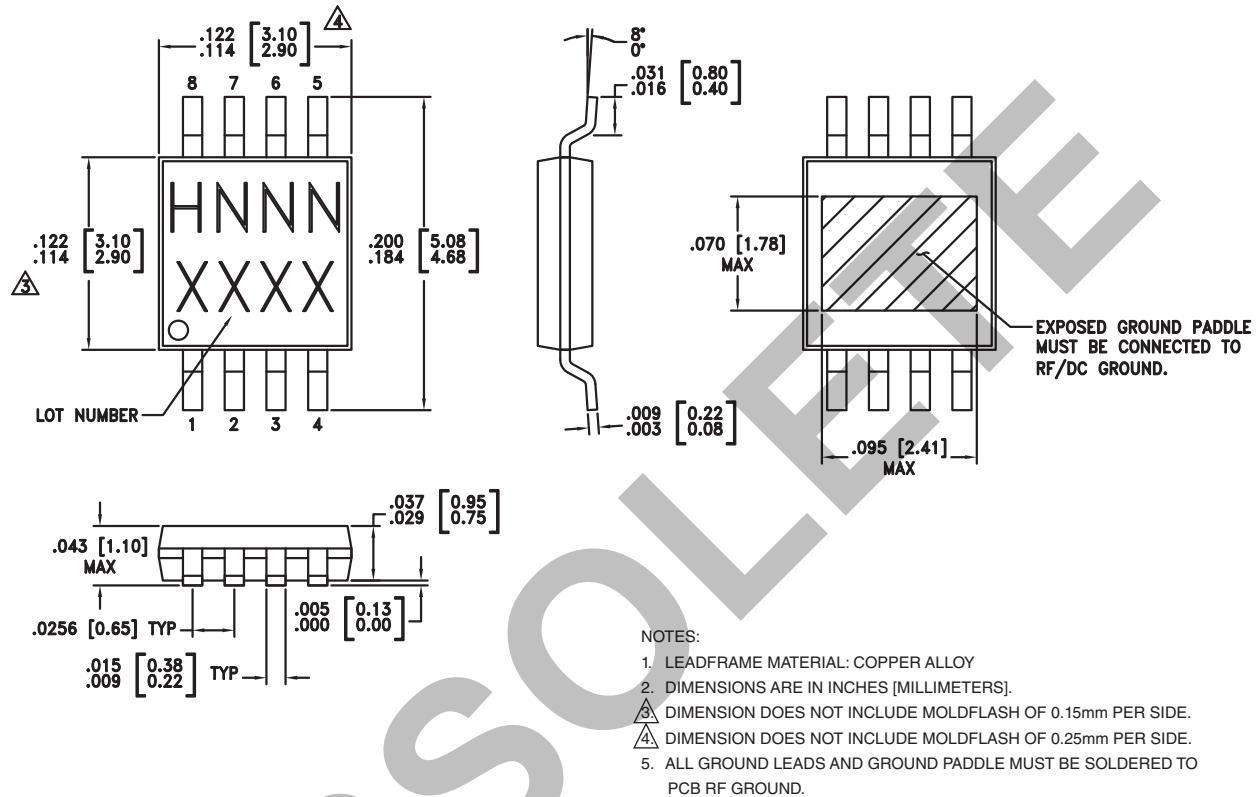 .122 [3.10]
.114 [2.90]
4
8 7 6 5
HNNN
XXXX
.122 [3.10]
.114 [2.90]
3
.200 [5.08]
.184 [4.68]
LOT NUMBER
1 2 3 4
8°
0°
.031 [0.80]
.016 [0.40]
.009 [0.22]
.003 [0.08]
.070 [1.78]
MAX
EXPOSED GROUND PADDLE
MUST BE CONNECTED TO
RF/DC GROUND.
.095 [2.41]
MAX
.037 [0.95]
.029 [0.75]
.043 [1.10]
MAX
.005 [0.13]
.000 [0.00]
.0256 [0.65] TYP
.015 [0.38] TYP
.009 [0.22]
NOTES:
1. LEADFRAME MATERIAL: COPPER ALLOY
2. DIMENSIONS ARE IN INCHES [MILLIMETERS].
3. DIMENSION DOES NOT INCLUDE MOLDFLASH OF 0.15mm PER SIDE.
4. DIMENSION DOES NOT INCLUDE MOLDFLASH OF 0.25mm PER SIDE.
5. ALL GROUND LEADS AND GROUND PADDLE MUST BE SOLDERED TO
PCB RF GROUND.
SOLETE